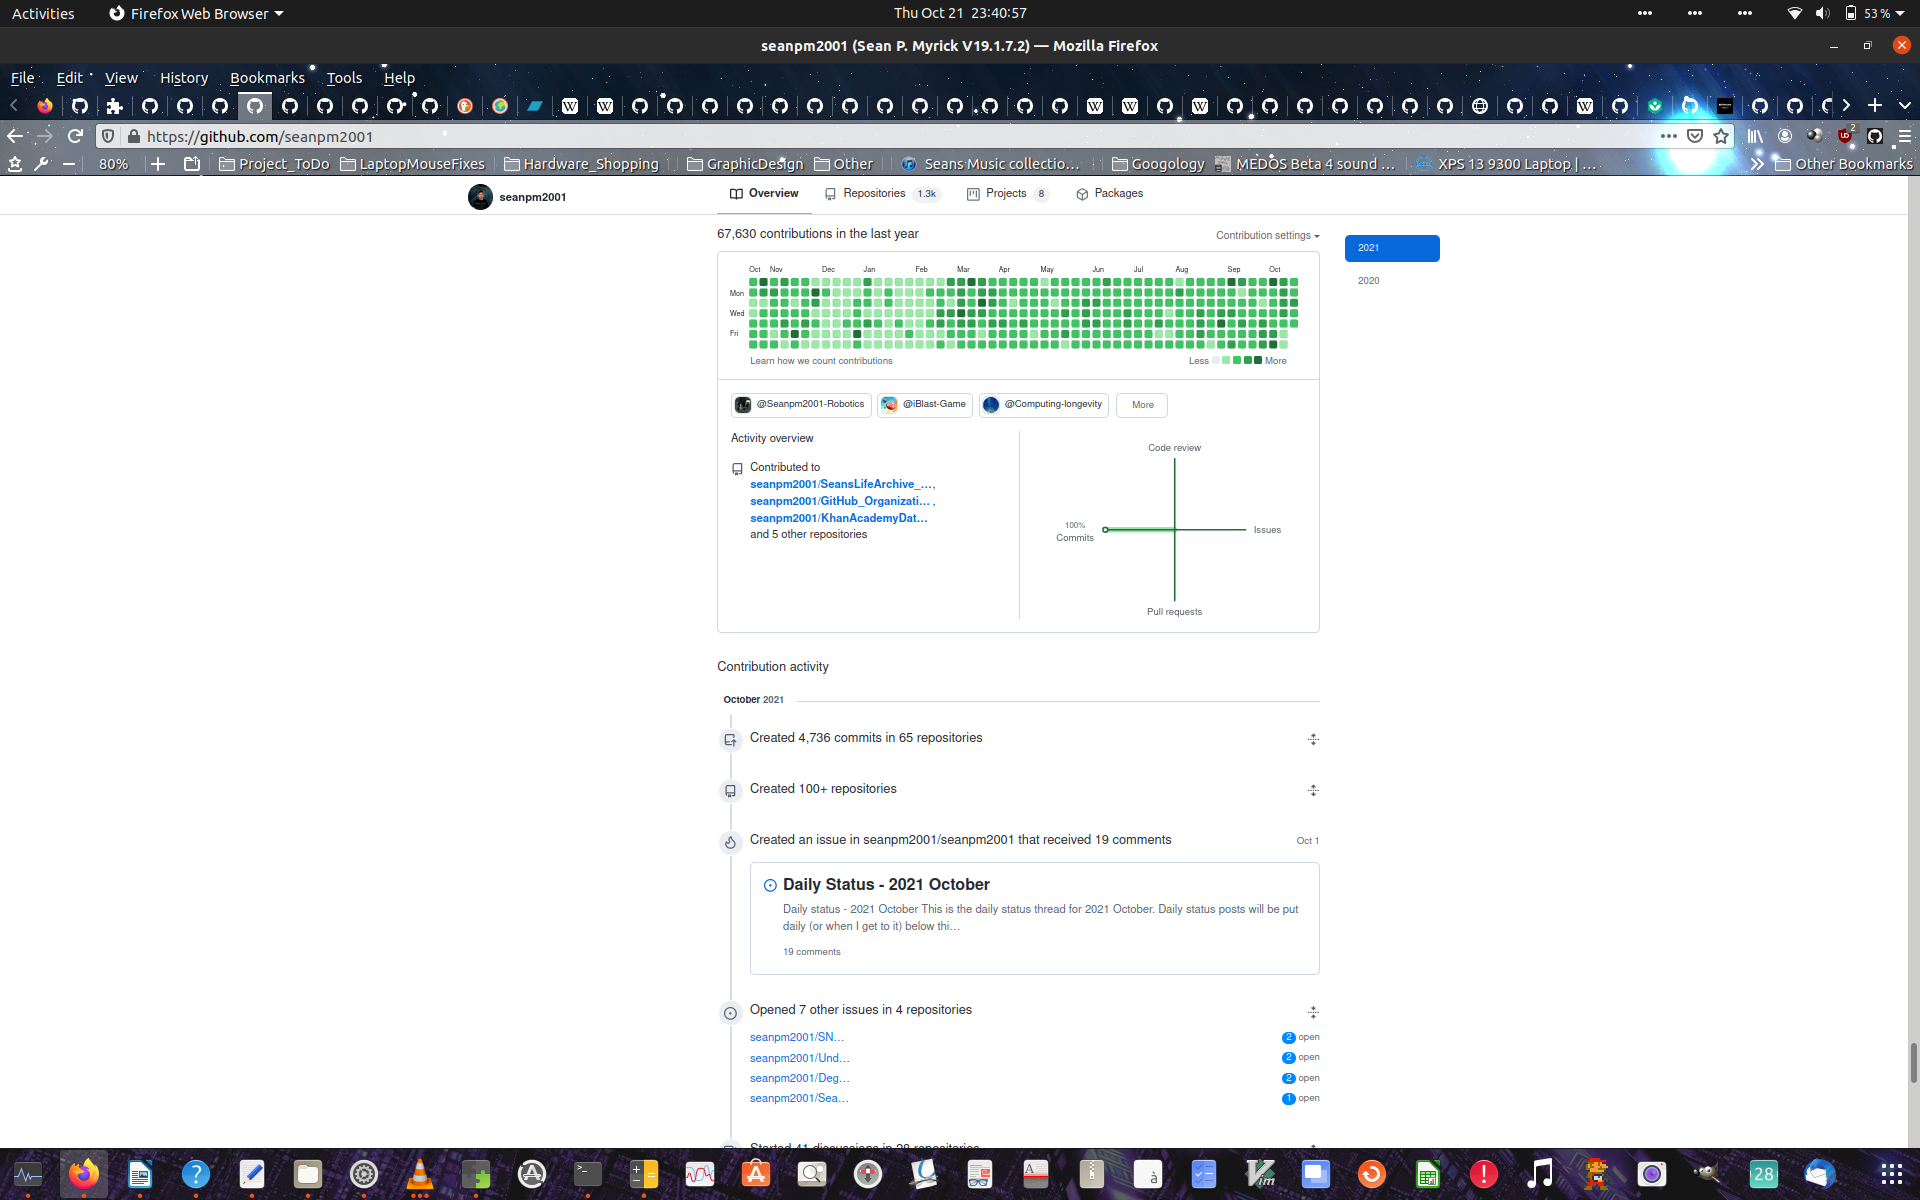 Activities
Firefox Web Browser
Thu Oct 21 23:40:57
53 %
seanpm2001 (Sean P. Myrick V19.1.7.2) — Mozilla Firefox
File Edit View History Bookmarks Tools Help
https://github.com/seanpm2001
2
80%
Project_ToDo
LaptopMouseFixes
Hardware_Shopping
GraphicDesign
Other
Seans Music collectio…
Googology
MEDOS Beta 4 sound …
XPS 13 9300 Laptop | …
Other Bookmarks
seanpm2001
Overview
Repositories 1.3k
Projects 8
Packages
67,630 contributions in the last year
Contribution settings
2021
2020
Oct Nov Dec Jan Feb Mar Apr May Jun Jul Aug Sep Oct
Mon
Wed
Fri
Learn how we count contributions
Less More
@Seanpm2001-Robotics
@iBlast-Game
@Computing-longevity
More
Activity overview
Contributed to
seanpm2001/SeansLifeArchive_…,
seanpm2001/GitHub_Organizati… ,
seanpm2001/KhanAcademyDat…
and 5 other repositories
Code review
100%
Commits
Issues
Pull requests
Contribution activity
October 2021
Created 4,736 commits in 65 repositories
Created 100+ repositories
Created an issue in seanpm2001/seanpm2001 that received 19 comments
Oct 1
Daily Status - 2021 October
Daily status - 2021 October This is the daily status thread for 2021 October. Daily status posts will be put
daily (or when I get to it) below thi…
19 comments
Opened 7 other issues in 4 repositories
seanpm2001/SN…
2 open
seanpm2001/Und…
2 open
seanpm2001/Deg…
2 open
seanpm2001/Sea…
1 open
Started 41 discussions in 28 repositories
28